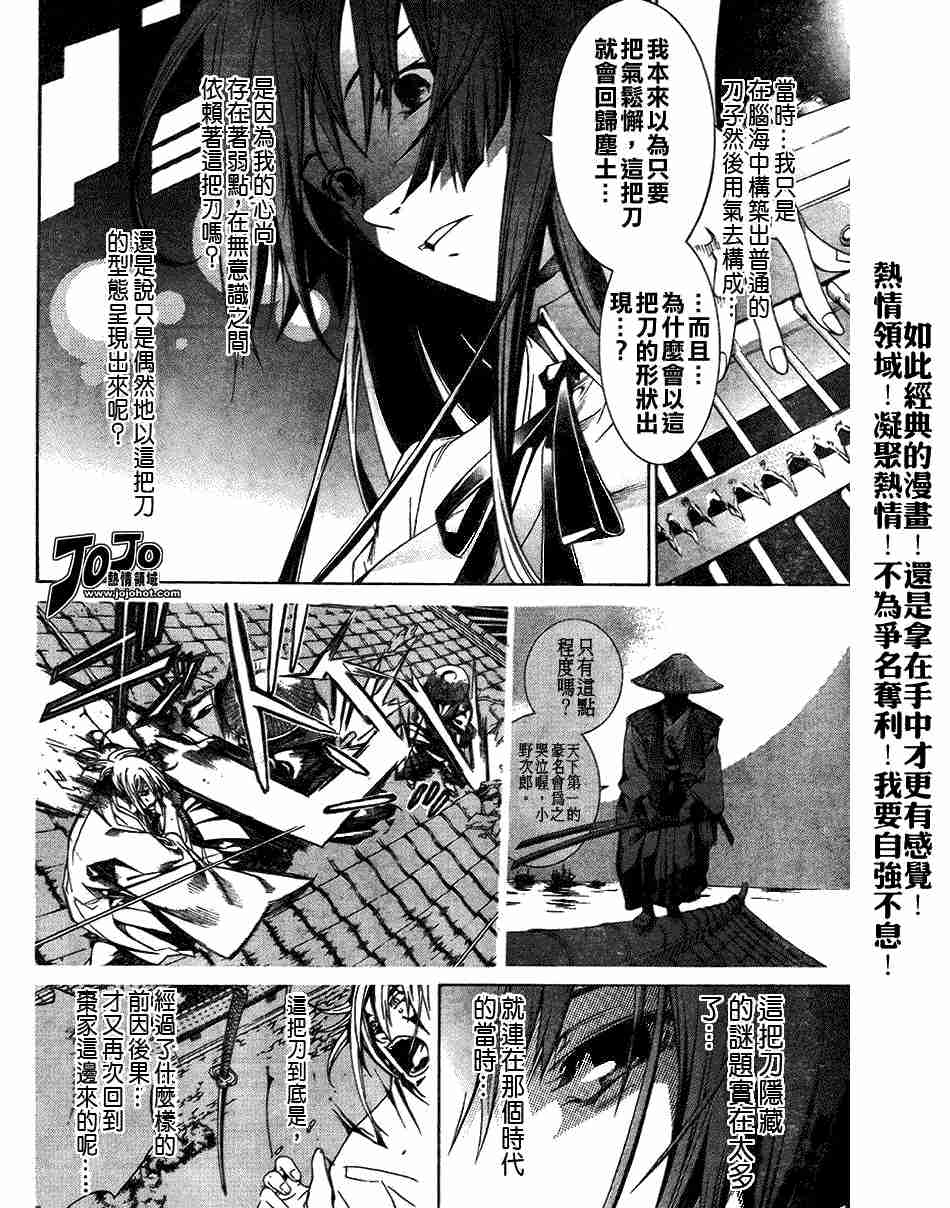 當時…我只是
在腦海中構築出普通的
刀子然後用氣去構成…
我本來以為只要
把氣鬆懈，這把刀
就會回歸塵土…
…而且…
為什麼會以這
把刀的形狀出
現…？
是因為我的心尚
存在著弱點，在無意識之間
依賴著這把刀嗎？
還是說只是偶然地以這把刀
的型態呈現出來呢？
JOJO
熱情領域
www.jojohot.com
只有這點
程度嗎？
天下第一的
豪名會為之
哭泣喔，小
野次郎。
這把刀隱藏
的謎題實在太多
了…
就連在那個時代
的當時…
這把刀到底是，
經過了什麼樣的
前因後果…
才又再次回到
棗家這邊來的呢…
如此經典的漫畫！還是拿在手中才更有感覺！
熱情領域！凝聚熱情！不為爭名奪利！我要自強不息！